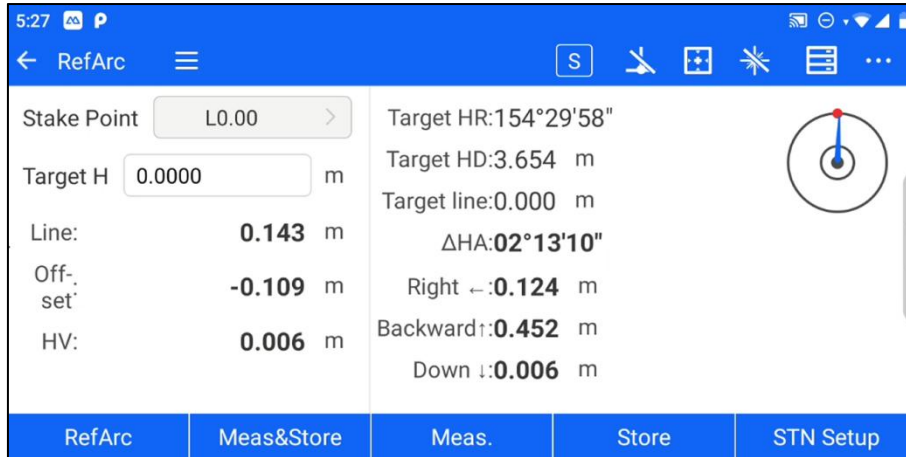 5:27
RefArc
S
Stake Point L0.00 >
Target H 0.0000 m
Line: 0.143 m
Off-
set: -0.109 m
HV: 0.006 m
Target HR:154°29'58"
Target HD:3.654 m
Target line:0.000 m
ΔHA:02°13'10"
Right ←:0.124 m
Backward↑:0.452 m
Down ↓:0.006 m
RefArc Meas&Store Meas. Store STN Setup